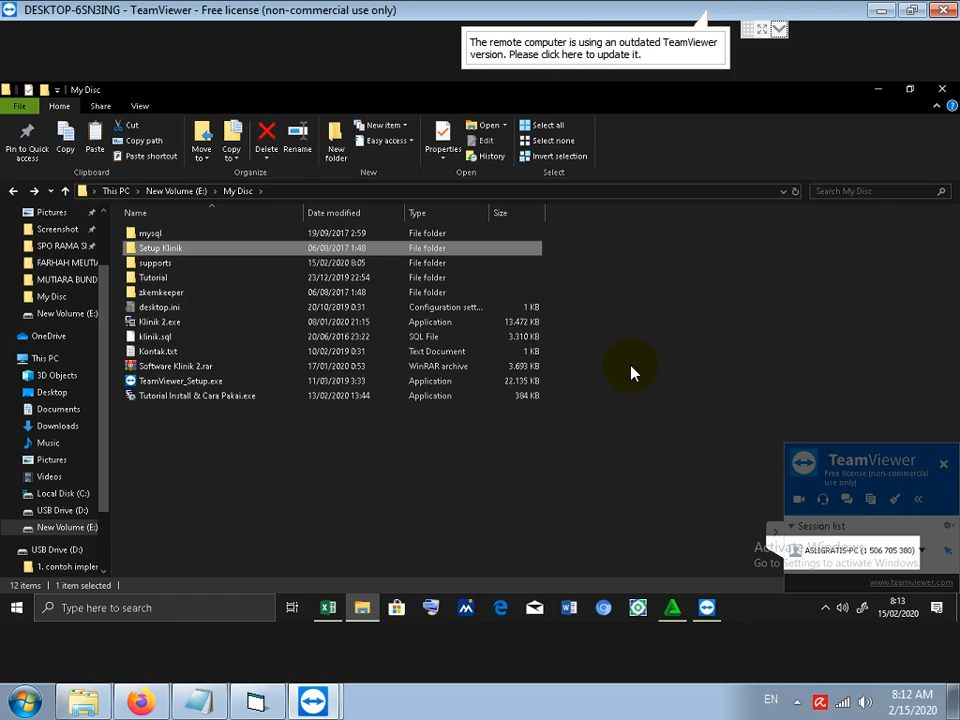 DESKTOP-6SN3ING - TeamViewer - Free license (non-commercial use only)
The remote computer is using an outdated TeamViewer
version. Please click here to update it.
My Disc
File Home Share View
Pin to Quick access
Copy
Paste
Cut
Copy path
Paste shortcut
Clipboard
Move to
Copy to
Delete
Rename
Organize
New folder
New item
Easy access
New
Properties
Open
Edit
History
Open
Select all
Select none
Invert selection
Select
This PC > New Volume (E:) > My Disc >
Search My Disc
Name Date modified Type Size
mysql 19/09/2017 2:59 File folder
Setup Klinik 06/08/2017 1:48 File folder
supports 15/02/2020 8:05 File folder
Tutorial 23/12/2019 22:54 File folder
zkemkeeper 06/08/2017 1:48 File folder
desktop.ini 20/10/2019 0:31 Configuration sett... 1 KB
Klinik 2.exe 08/01/2020 21:15 Application 13.472 KB
klinik.sql 20/06/2016 23:22 SQL File 3.310 KB
Kontak.txt 10/02/2019 0:31 Text Document 1 KB
Software Klinik 2.rar 17/01/2020 0:53 WinRAR archive 3.693 KB
TeamViewer_Setup.exe 11/03/2019 3:33 Application 22.135 KB
Tutorial Install & Cara Pakai.exe 13/02/2020 13:44 Application 384 KB
Pictures
Screenshot
SPO RAMA SI
FARHAH MEUTI
MUTIARA BUND
My Disc
New Volume (E:)
OneDrive
This PC
3D Objects
Desktop
Documents
Downloads
Music
Pictures
Videos
Local Disk (C:)
USB Drive (D:)
New Volume (E:)
USB Drive (D:)
1. contoh impler
TeamViewer
Free license (non-commercial
use only)
Session list
ASLIGRATIS-PC (1 506 705 380)
Activate Windows
Go to Settings to activate Windows.
www.teamviewer.com
12 items 1 item selected
Type here to search
8:13
15/02/2020
EN
8:12 AM
2/15/2020